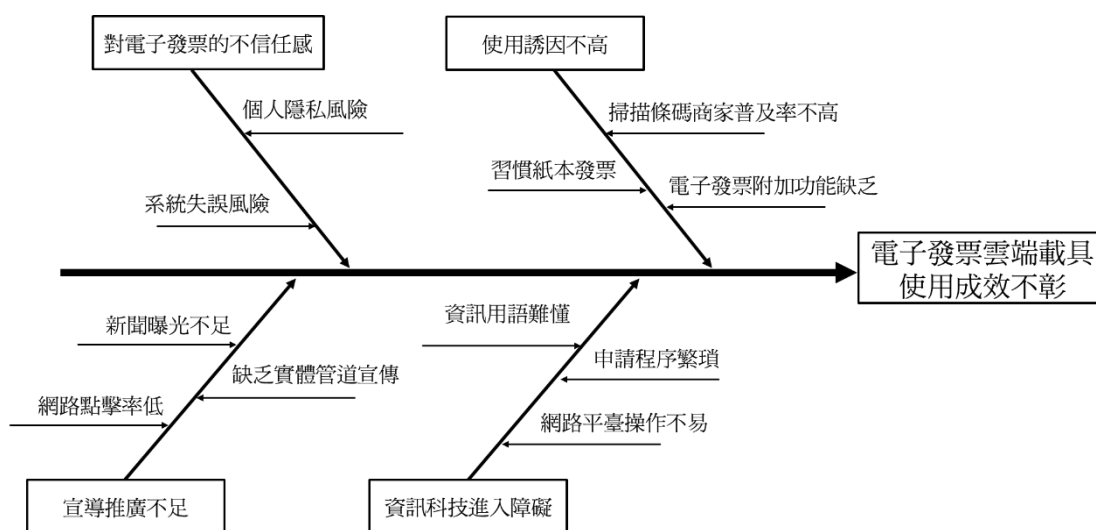 對電子發票的不信任感
使用誘因不高
個人隱私風險
掃描條碼商家普及率不高
習慣紙本發票
電子發票附加功能缺乏
系統失誤風險
電子發票雲端載具
使用成效不彰
新聞曝光不足
資訊用語難懂
申請程序繁瑣
缺乏實體管道宣傳
網路點擊率低
網路平臺操作不易
宣導推廣不足
資訊科技進入障礙